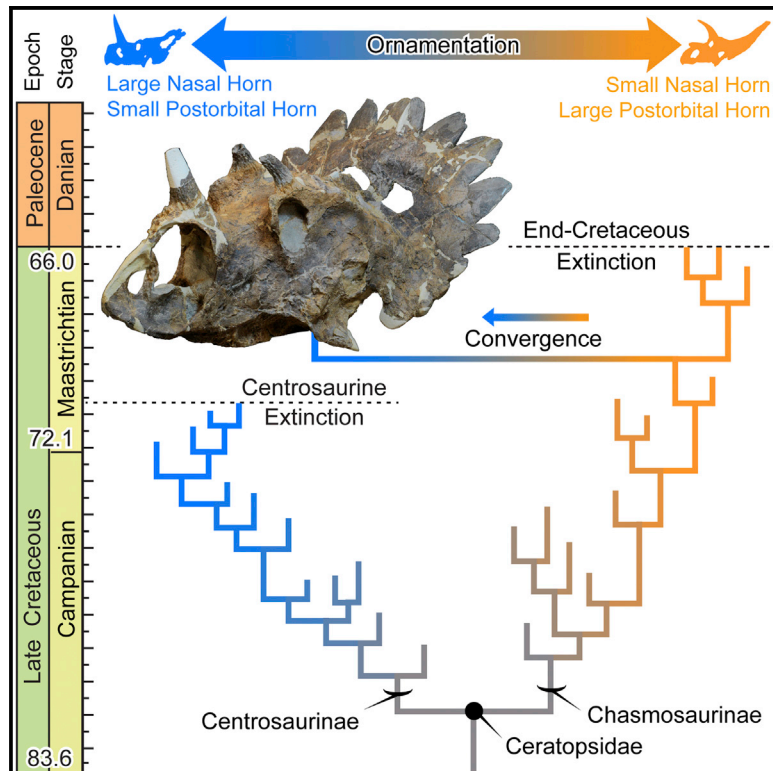 Epoch
Stage
Ornamentation
Large Nasal Horn
Small Postorbital Horn
Small Nasal Horn
Large Postorbital Horn
Paleocene
Danian
End-Cretaceous
Extinction
66.0
Maastrichtian
Convergence
Centrosaurine
Extinction
72.1
Late Cretaceous
Campanian
Centrosaurinae
Chasmosaurinae
Ceratopsidae
83.6